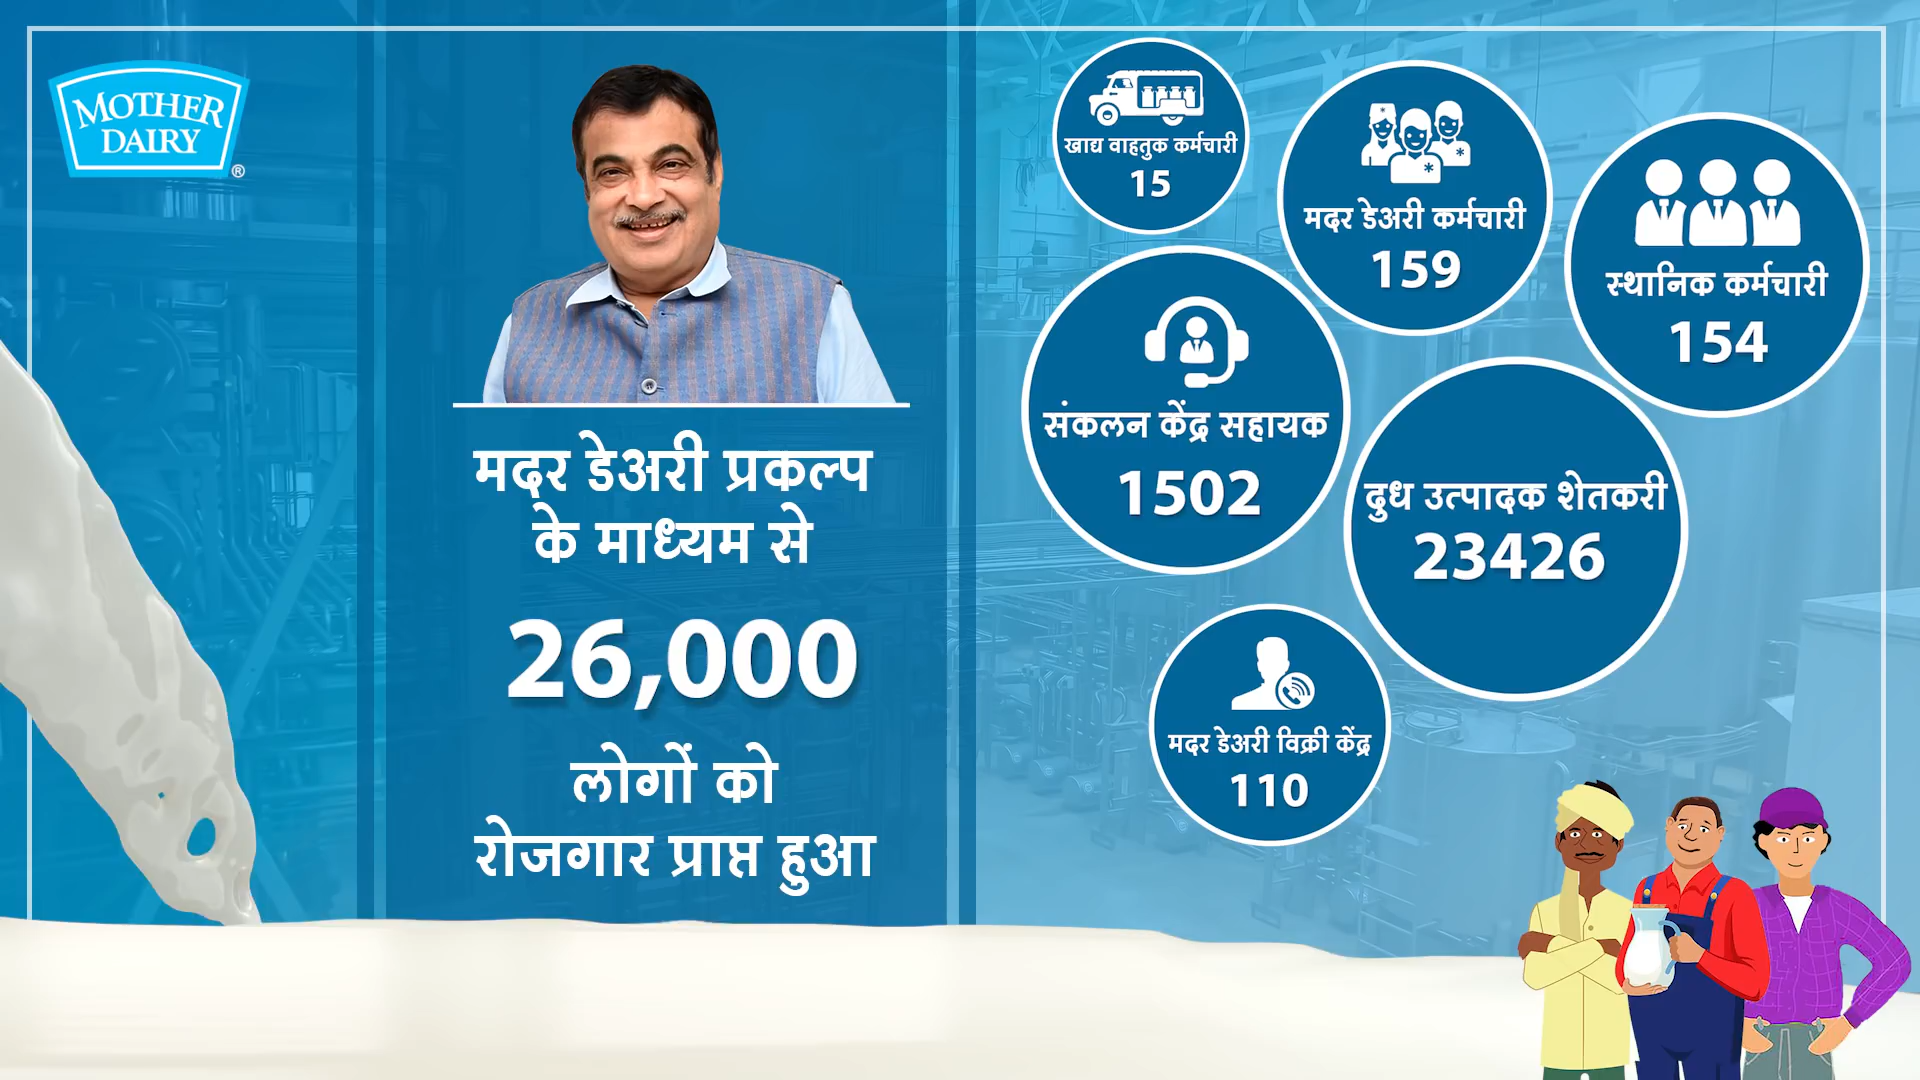 MOTHER
DAIRY
®
मदर डेअरी प्रकल्प
के माध्यम से
26,000
लोगों को
रोजगार प्राप्त हुआ
खाद्य वाहतुक कर्मचारी
15
मदर डेअरी कर्मचारी
159
स्थानिक कर्मचारी
154
संकलन केंद्र सहायक
1502
दुध उत्पादक शेतकरी
23426
मदर डेअरी विक्री केंद्र
110